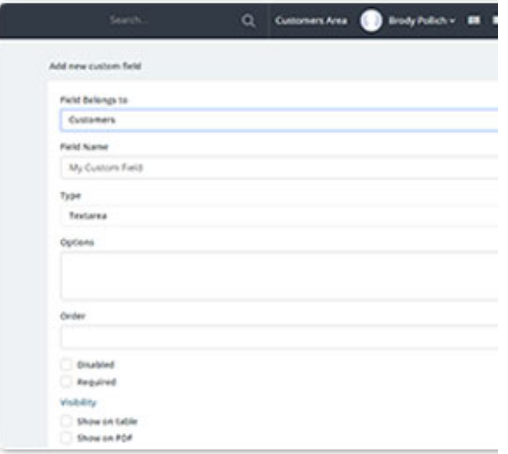 Search...
Customers Area
Brody Pollich
Add new custom field
Field Belongs to
Customers
Field Name
My Custom Field
Type
Textarea
Options
Order
Disabled
Required
Visibility
Show on table
Show on PDF